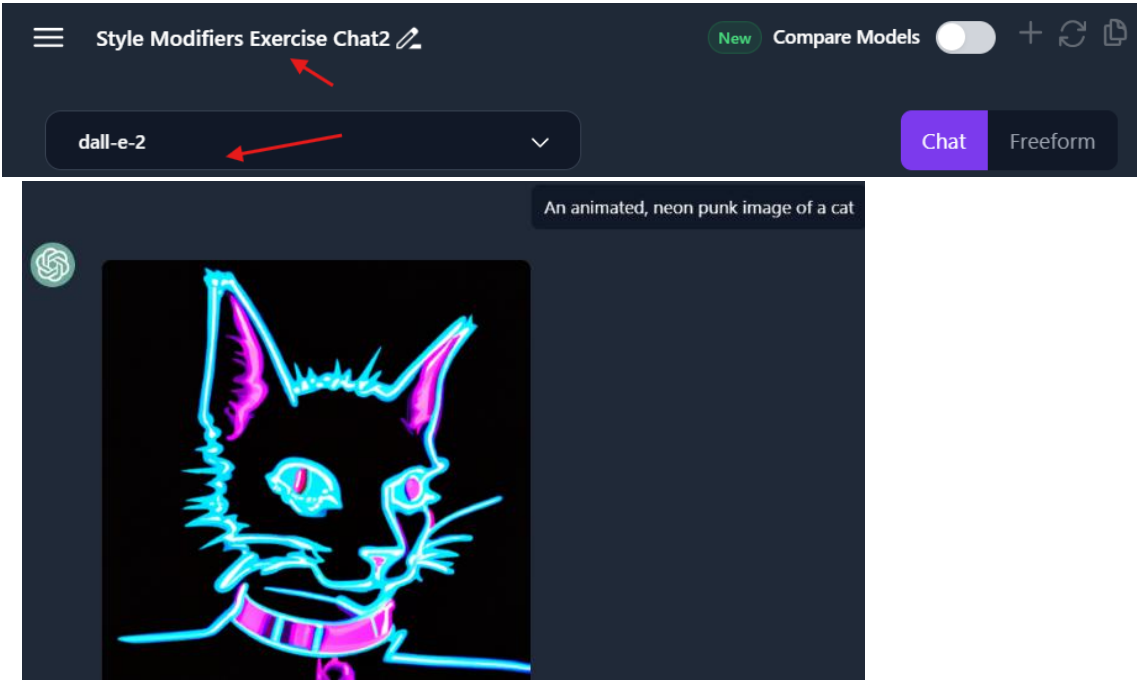 Style Modifiers Exercise Chat2
New Compare Models
dall-e-2
Chat Freeform
An animated, neon punk image of a cat